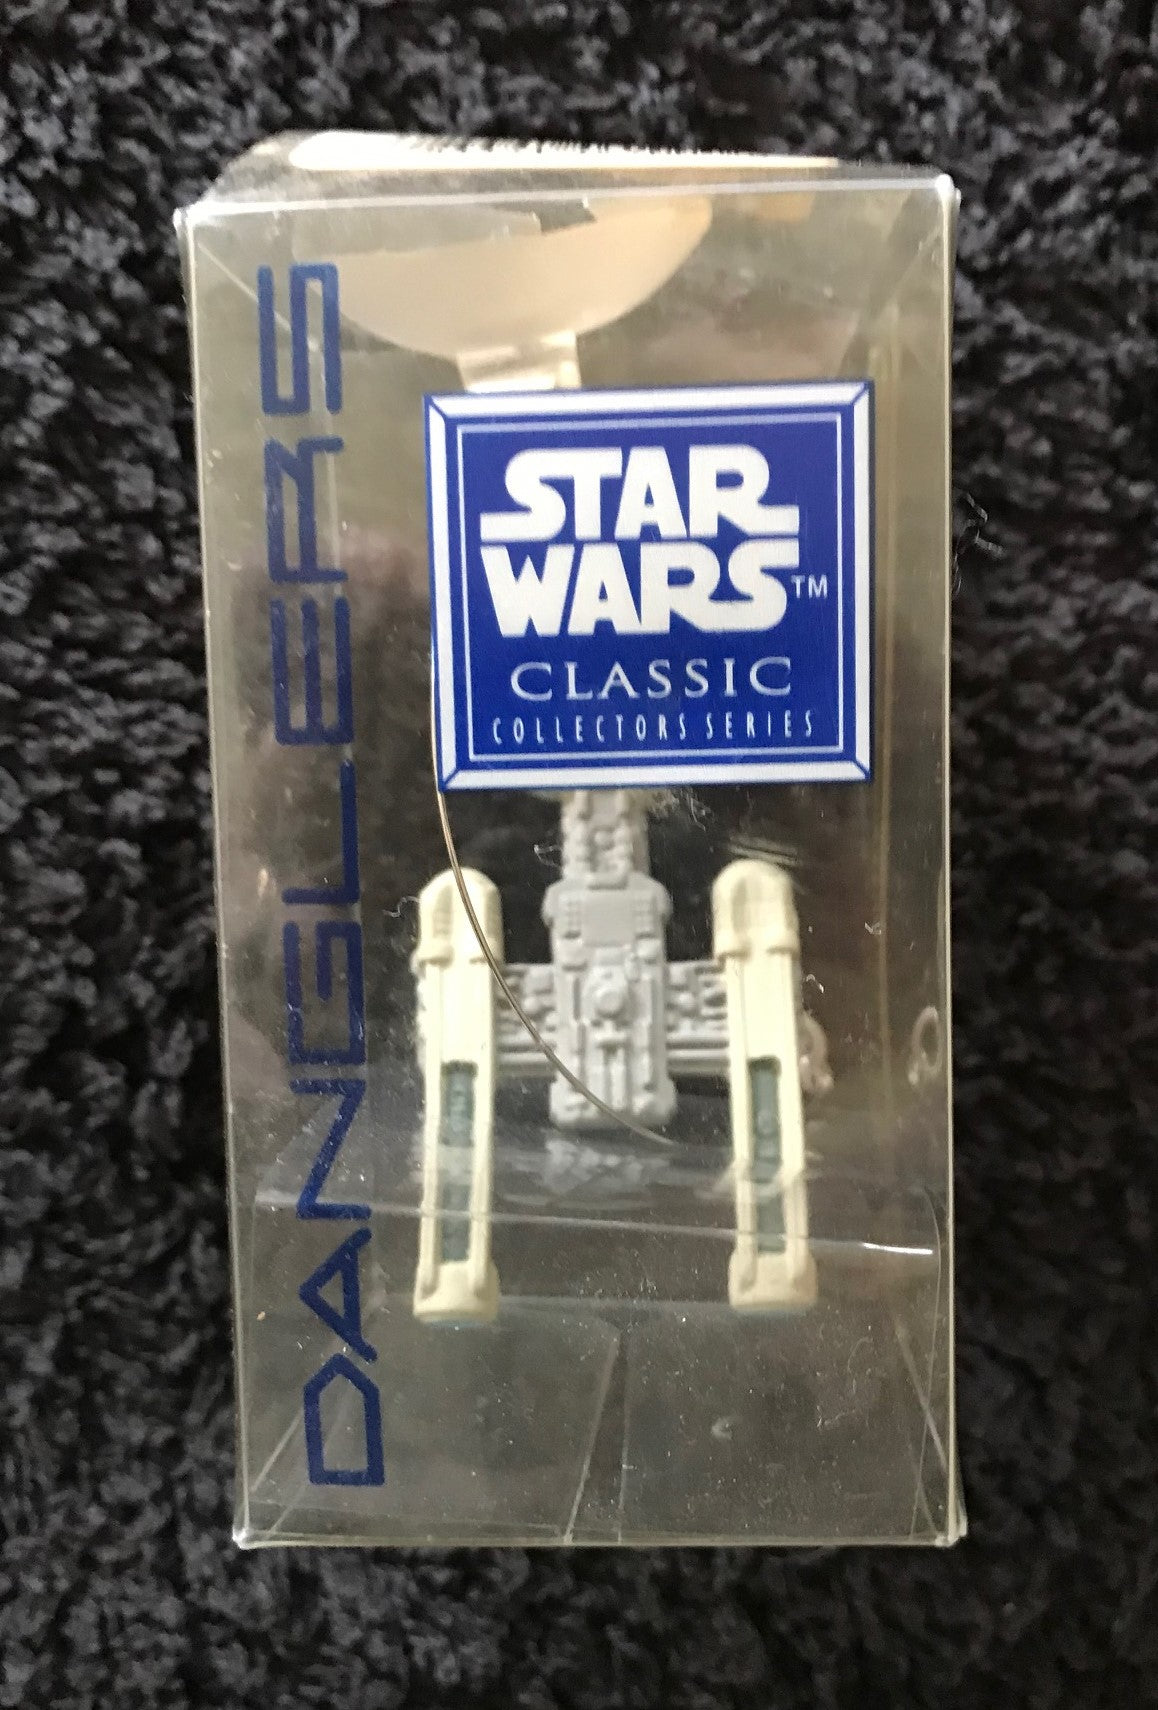 STAR
WARS™
CLASSIC
COLLECTORS SERIES
DANGLERS